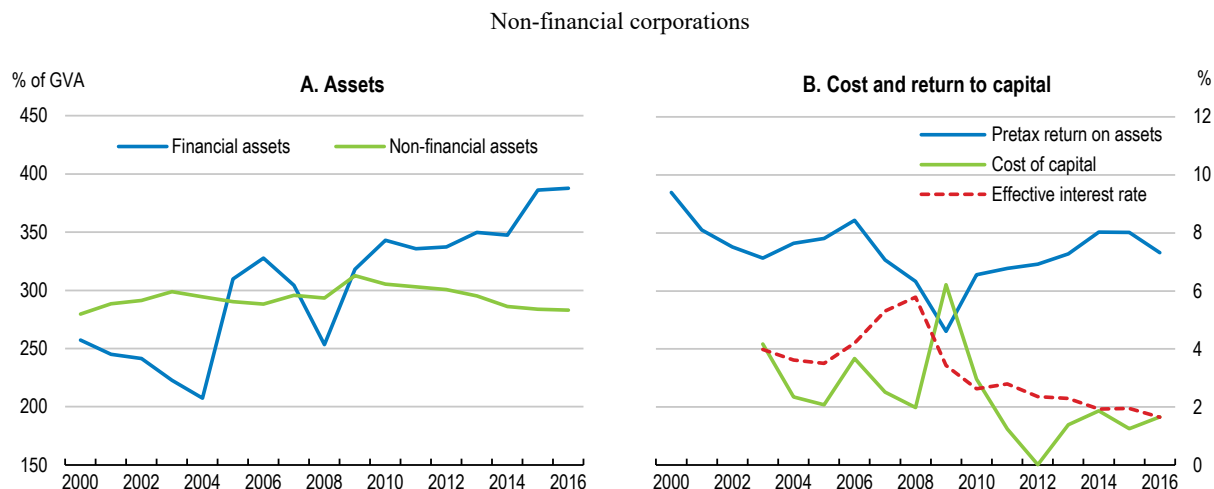 Non-financial corporations
% of GVA
A. Assets
450
400
350
300
250
200
150
Financial assets
Non-financial assets
2000 2002 2004 2006 2008 2010 2012 2014 2016
B. Cost and return to capital
%
12
10
8
6
4
2
0
Pretax return on assets
Cost of capital
Effective interest rate
2000 2002 2004 2006 2008 2010 2012 2014 2016